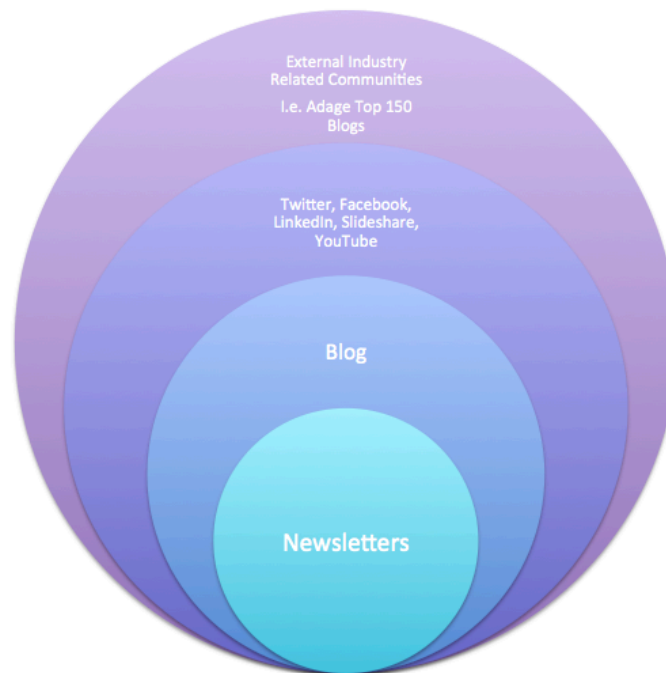 External Industry
Related Communities
I.e. Adage Top 150
Blogs
Twitter, Facebook,
LinkedIn, Slideshare,
YouTube
Blog
Newsletters